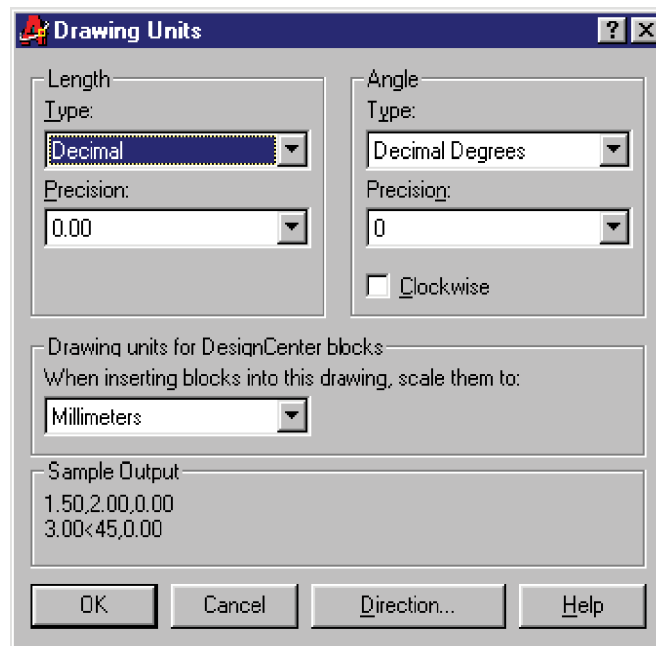 Drawing Units
Length
Type:
Decimal
Precision:
0.00
Angle
Type:
Decimal Degrees
Precision:
0
Clockwise
Drawing units for DesignCenter blocks
When inserting blocks into this drawing, scale them to:
Millimeters
Sample Output
1.50,2.00,0.00
3.00<45,0.00
OK
Cancel
Direction...
Help